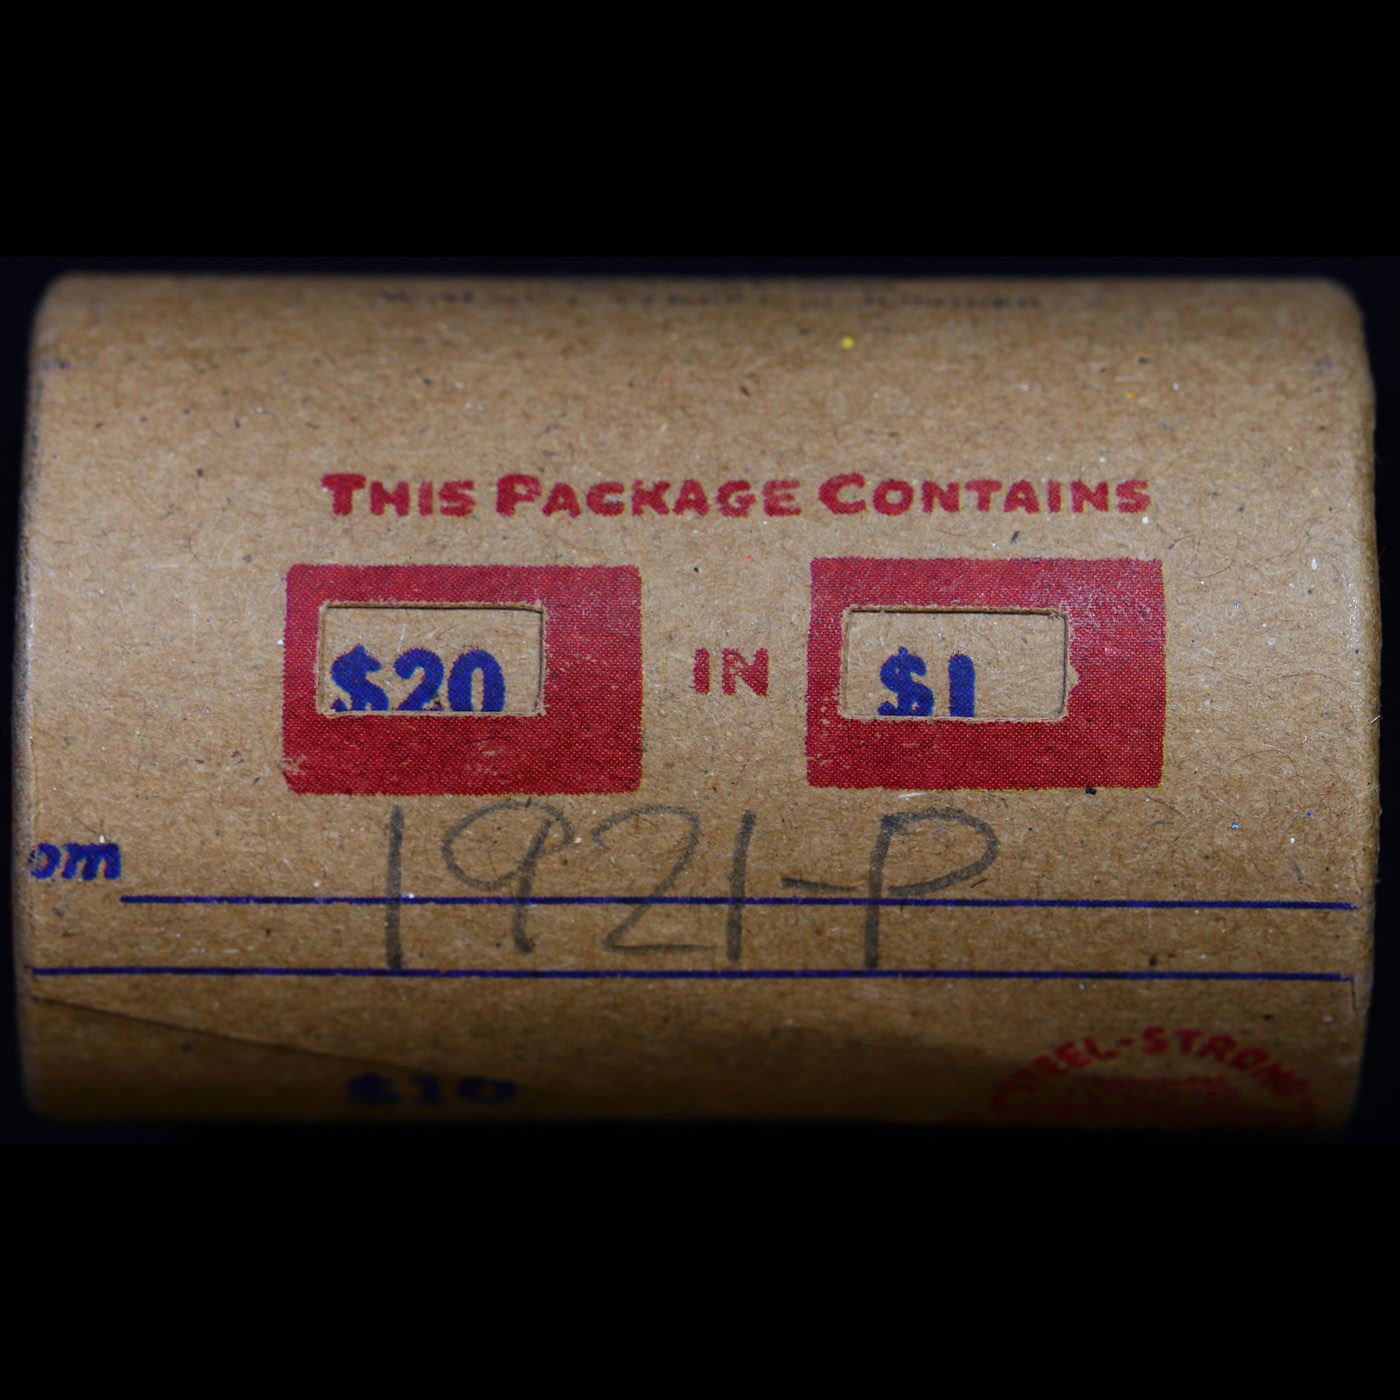 THIS PACKAGE CONTAINS
$20 IN $1
1921-P
om
$10
STEEL-STRONG